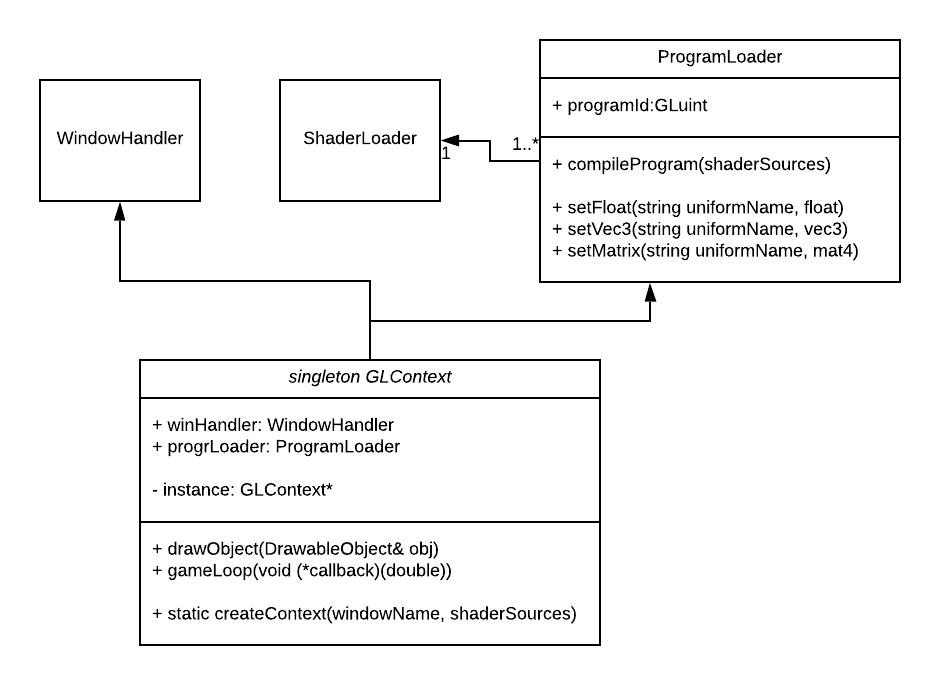 WindowHandler
ShaderLoader
1
1..*
ProgramLoader
+ programId:GLuint
+ compileProgram(shaderSources)
+ setFloat(string uniformName, float)
+ setVec3(string uniformName, vec3)
+ setMatrix(string uniformName, mat4)
singleton GLContext
+ winHandler: WindowHandler
+ progrLoader: ProgramLoader
- instance: GLContext*
+ drawObject(DrawableObject& obj)
+ gameLoop(void (*callback)(double))
+ static createContext(windowName, shaderSources)